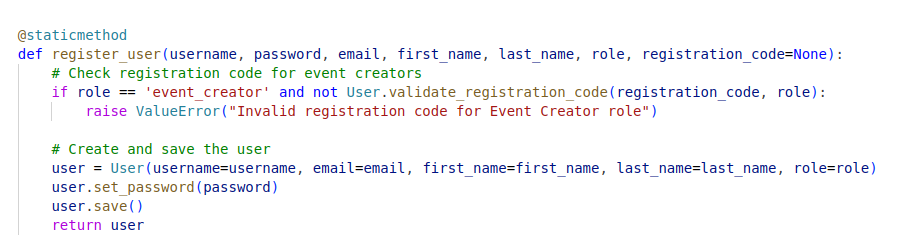 @staticmethod
def register_user(username, password, email, first_name, last_name, role, registration_code=None):
    # Check registration code for event creators
    if role == 'event_creator' and not User.validate_registration_code(registration_code, role):
        raise ValueError("Invalid registration code for Event Creator role")

    # Create and save the user
    user = User(username=username, email=email, first_name=first_name, last_name=last_name, role=role)
    user.set_password(password)
    user.save()
    return user